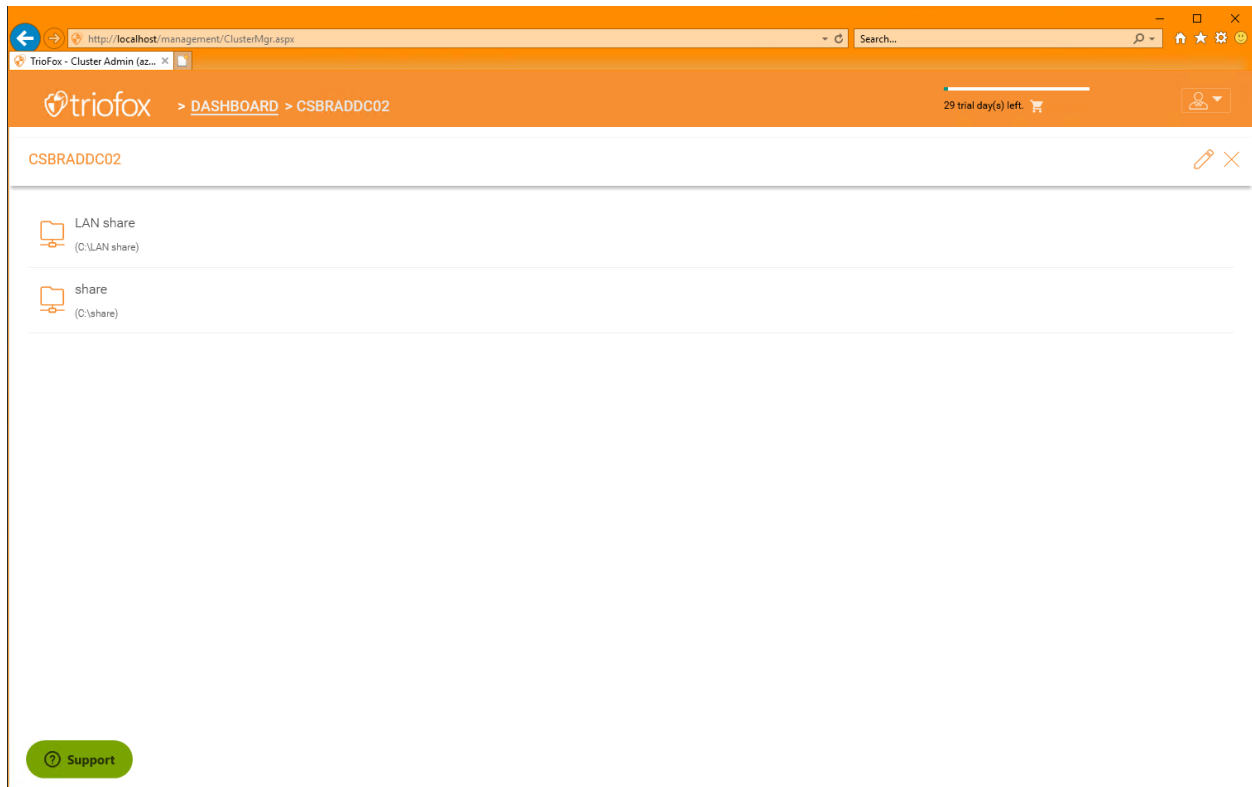 http://localhost/management/ClusterMgr.aspx
Search...
TrioFox - Cluster Admin (az...
triofox > DASHBOARD > CSBRADDC02
29 trial day(s) left.
CSBRADDC02
LAN share
(C:\LAN share)
share
(C:\share)
Support